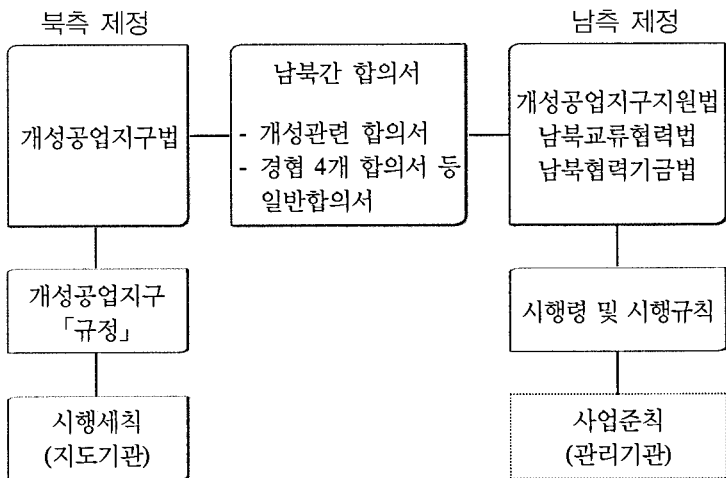 북측 제정
남측 제정
개성공업지구법
남북간 합의서
- 개성관련 합의서
- 경협 4개 합의서 등
일반합의서
개성공업지구지원법
남북교류협력법
남북협력기금법
개성공업지구
「규정」
시행령 및 시행규칙
시행세칙
(지도기관)
사업준칙
(관리기관)